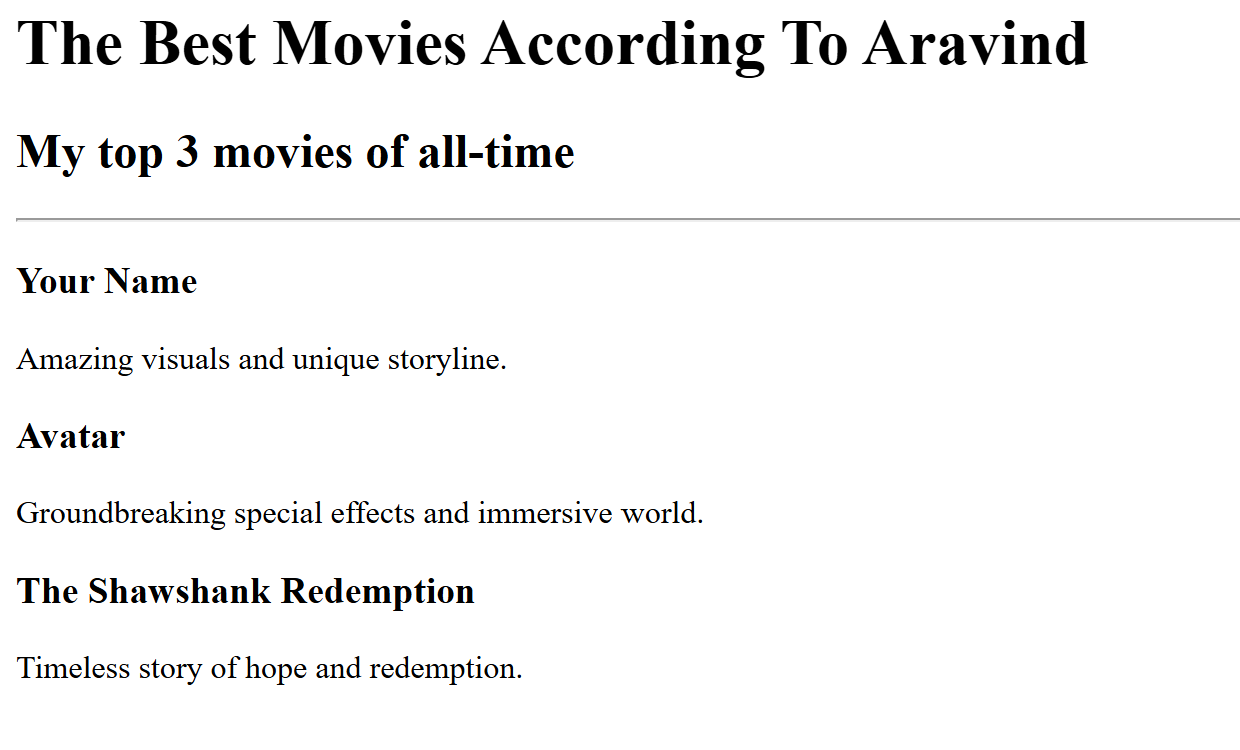 The Best Movies According To Aravind
My top 3 movies of all-time
Your Name
Amazing visuals and unique storyline.
Avatar
Groundbreaking special effects and immersive world.
The Shawshank Redemption
Timeless story of hope and redemption.